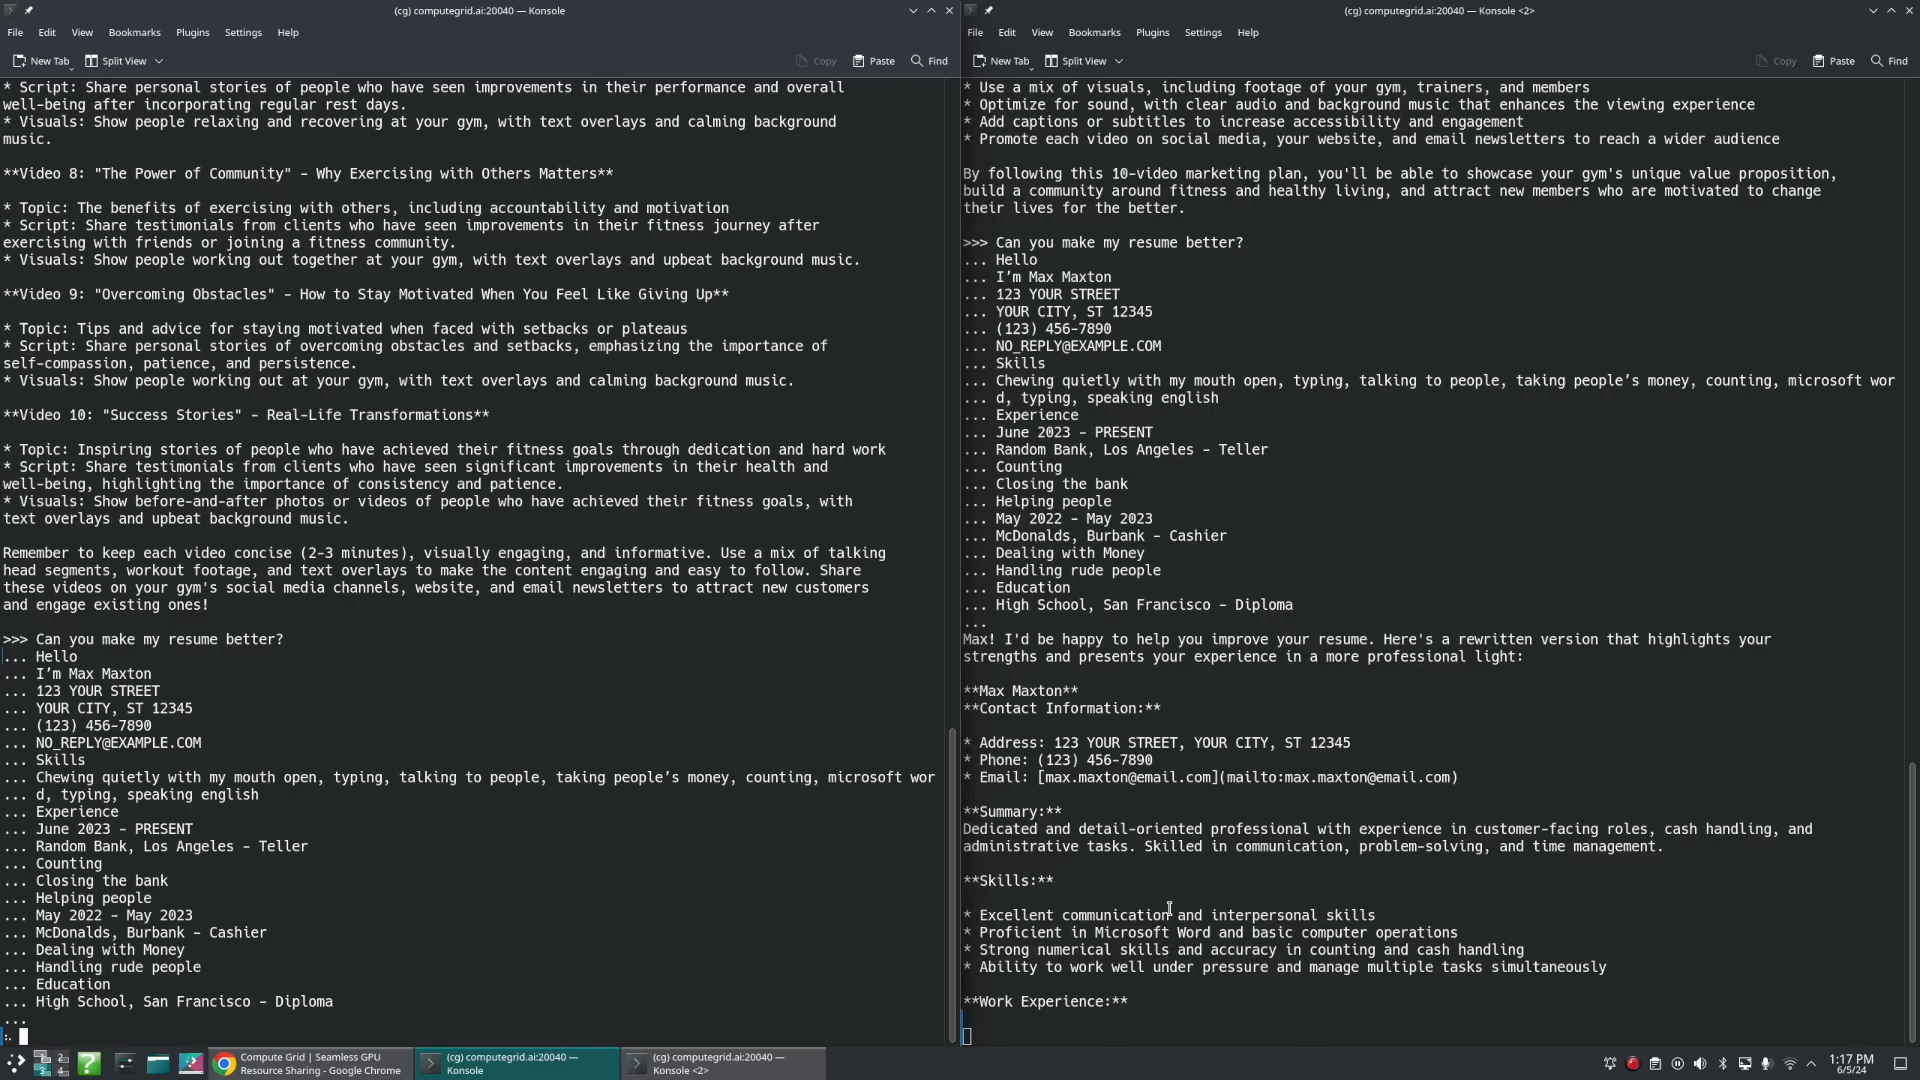 (cg) computegrid.ai:20040 — Konsole
File Edit View Bookmarks Plugins Settings Help
New Tab Split View Copy Paste Find
* Script: Share personal stories of people who have seen improvements in their performance and overall
well-being after incorporating regular rest days.
* Visuals: Show people relaxing and recovering at your gym, with text overlays and calming background
music.
**Video 8: "The Power of Community" - Why Exercising with Others Matters**
* Topic: The benefits of exercising with others, including accountability and motivation
* Script: Share testimonials from clients who have seen improvements in their fitness journey after
exercising with friends or joining a fitness community.
* Visuals: Show people working out together at your gym, with text overlays and upbeat background music.
**Video 9: "Overcoming Obstacles" - How to Stay Motivated When You Feel Like Giving Up**
* Topic: Tips and advice for staying motivated when faced with setbacks or plateaus
* Script: Share personal stories of overcoming obstacles and setbacks, emphasizing the importance of
self-compassion, patience, and persistence.
* Visuals: Show people working out at your gym, with text overlays and calming background music.
**Video 10: "Success Stories" - Real-Life Transformations**
* Topic: Inspiring stories of people who have achieved their fitness goals through dedication and hard work
* Script: Share testimonials from clients who have seen significant improvements in their health and
well-being, highlighting the importance of consistency and patience.
* Visuals: Show before-and-after photos or videos of people who have achieved their fitness goals, with
text overlays and upbeat background music.
Remember to keep each video concise (2-3 minutes), visually engaging, and informative. Use a mix of talking
head segments, workout footage, and text overlays to make the content engaging and easy to follow. Share
these videos on your gym's social media channels, website, and email newsletters to attract new customers
and engage existing ones!
>>> Can you make my resume better?
... Hello
... I’m Max Maxton
... 123 YOUR STREET
... YOUR CITY, ST 12345
... (123) 456-7890
... NO_REPLY@EXAMPLE.COM
... Skills
... Chewing quietly with my mouth open, typing, talking to people, taking people’s money, counting, microsoft wor
... d, typing, speaking english
... Experience
... June 2023 - PRESENT
... Random Bank, Los Angeles - Teller
... Counting
... Closing the bank
... Helping people
... May 2022 - May 2023
... McDonalds, Burbank - Cashier
... Dealing with Money
... Handling rude people
... Education
... High School, San Francisco - Diploma
...
(cg) computegrid.ai:20040 — Konsole <2>
File Edit View Bookmarks Plugins Settings Help
New Tab Split View Copy Paste Find
* Use a mix of visuals, including footage of your gym, trainers, and members
* Optimize for sound, with clear audio and background music that enhances the viewing experience
* Add captions or subtitles to increase accessibility and engagement
* Promote each video on social media, your website, and email newsletters to reach a wider audience
By following this 10-video marketing plan, you'll be able to showcase your gym's unique value proposition,
build a community around fitness and healthy living, and attract new members who are motivated to change
their lives for the better.
>>> Can you make my resume better?
... Hello
... I’m Max Maxton
... 123 YOUR STREET
... YOUR CITY, ST 12345
... (123) 456-7890
... NO_REPLY@EXAMPLE.COM
... Skills
... Chewing quietly with my mouth open, typing, talking to people, taking people’s money, counting, microsoft wor
... d, typing, speaking english
... Experience
... June 2023 - PRESENT
... Random Bank, Los Angeles - Teller
... Counting
... Closing the bank
... Helping people
... May 2022 - May 2023
... McDonalds, Burbank - Cashier
... Dealing with Money
... Handling rude people
... Education
... High School, San Francisco - Diploma
...
Max! I'd be happy to help you improve your resume. Here's a rewritten version that highlights your
strengths and presents your experience in a more professional light:
**Max Maxton**
**Contact Information:**
* Address: 123 YOUR STREET, YOUR CITY, ST 12345
* Phone: (123) 456-7890
* Email: [max.maxton@email.com](mailto:max.maxton@email.com)
**Summary:**
Dedicated and detail-oriented professional with experience in customer-facing roles, cash handling, and
administrative tasks. Skilled in communication, problem-solving, and time management.
**Skills:**
* Excellent communication and interpersonal skills
* Proficient in Microsoft Word and basic computer operations
* Strong numerical skills and accuracy in counting and cash handling
* Ability to work well under pressure and manage multiple tasks simultaneously
**Work Experience:**
1 2
3 4
Compute Grid | Seamless GPU
Resource Sharing - Google Chrome
(cg) computegrid.ai:20040 —
Konsole
(cg) computegrid.ai:20040 —
Konsole <2>
1:17 PM
6/5/24